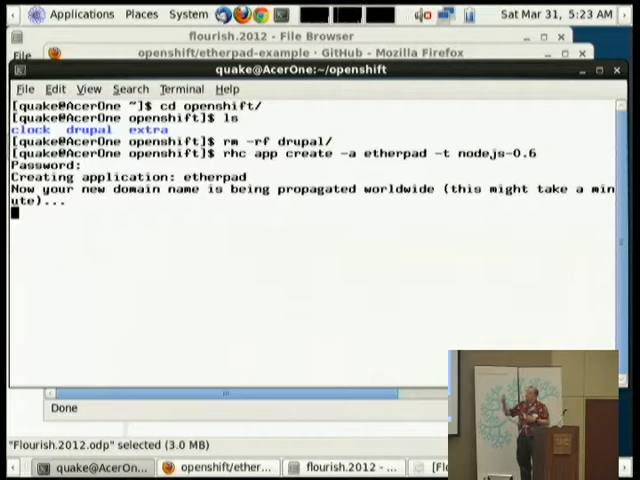 Applications Places System Sat Mar 31, 5:23 AM
flourish.2012 - File Browser
File openshift/etherpad-example · GitHub - Mozilla Firefox
quake@AcerOne:~/openshift
File Edit View Search Terminal Help
[quake@AcerOne ~]$ cd openshift/
[quake@AcerOne openshift]$ ls
clock drupal extra
[quake@AcerOne openshift]$ rm -rf drupal/
[quake@AcerOne openshift]$ rhc app create -a etherpad -t nodejs-0.6
Password:
Creating application: etherpad
Now your new domain name is being propagated worldwide (this might take a min
ute)...
Done
"Flourish.2012.odp" selected (3.0 MB)
quake@AcerOn... openshift/ether... flourish.2012 - ... [Fl